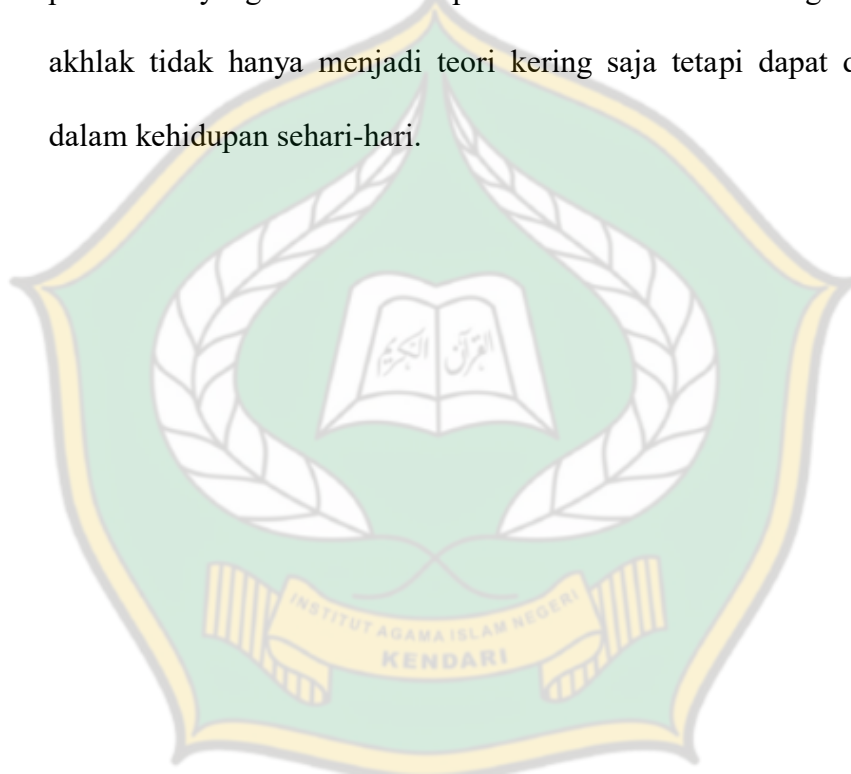 akhlak tidak hanya menjadi teori kering saja tetapi dapat
dalam kehidupan sehari-hari.
القرآن
الكريم
INSTITUT AGAMA ISLAM NEGERI
KENDARI